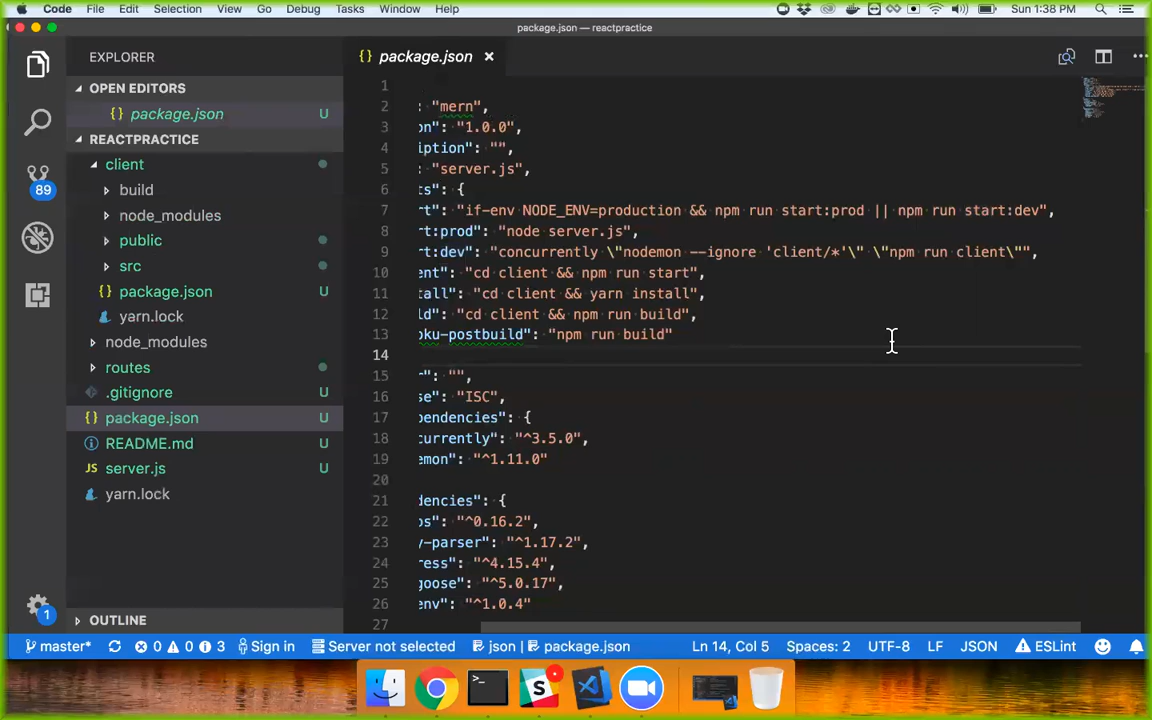 Code File Edit Selection View Go Debug Tasks Window Help Sun 1:38 PM
package.json — reactpractice
EXPLORER
{} package.json ×
OPEN EDITORS
{} package.json U
REACTPRACTICE
client
build
node_modules
public
src
{} package.json U
yarn.lock
node_modules
routes
.gitignore U
{} package.json U
README.md U
JS server.js U
yarn.lock
OUTLINE
89
1
1
2 : "mern",
3 on": "1.0.0",
4 iption": "",
5 : "server.js",
6 ts": {
7 rt": "if-env NODE_ENV=production && npm run start:prod || npm run start:dev",
8 rt:prod": "node server.js",
9 rt:dev": "concurrently \"nodemon --ignore 'client/*'\" \"npm run client\"",
10 ent": "cd client && npm run start",
11 tall": "cd client && yarn install",
12 ld": "cd client && npm run build",
13 oku-postbuild": "npm run build"
14
15 r": "",
16 se": "ISC",
17 pendencies": {
18 currently": "^3.5.0",
19 emon": "^1.11.0"
20
21 dencies": {
22 os": "^0.16.2",
23 y-parser": "^1.17.2",
24 ress": "^4.15.4",
25 goose": "^5.0.17",
26 env": "^1.0.4"
27
master* 0 0 3 Sign in Server not selected json | package.json Ln 14, Col 5 Spaces: 2 UTF-8 LF JSON ESLint